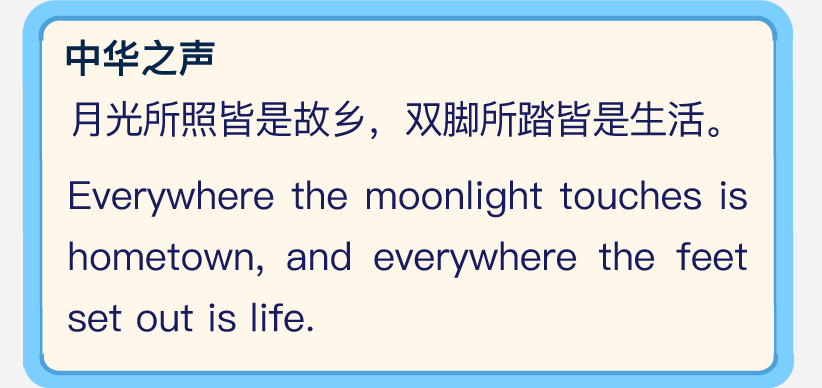 中华之声
月光所照皆是故乡，双脚所踏皆是生活。
Everywhere the moonlight touches is
hometown, and everywhere the feet
set out is life.